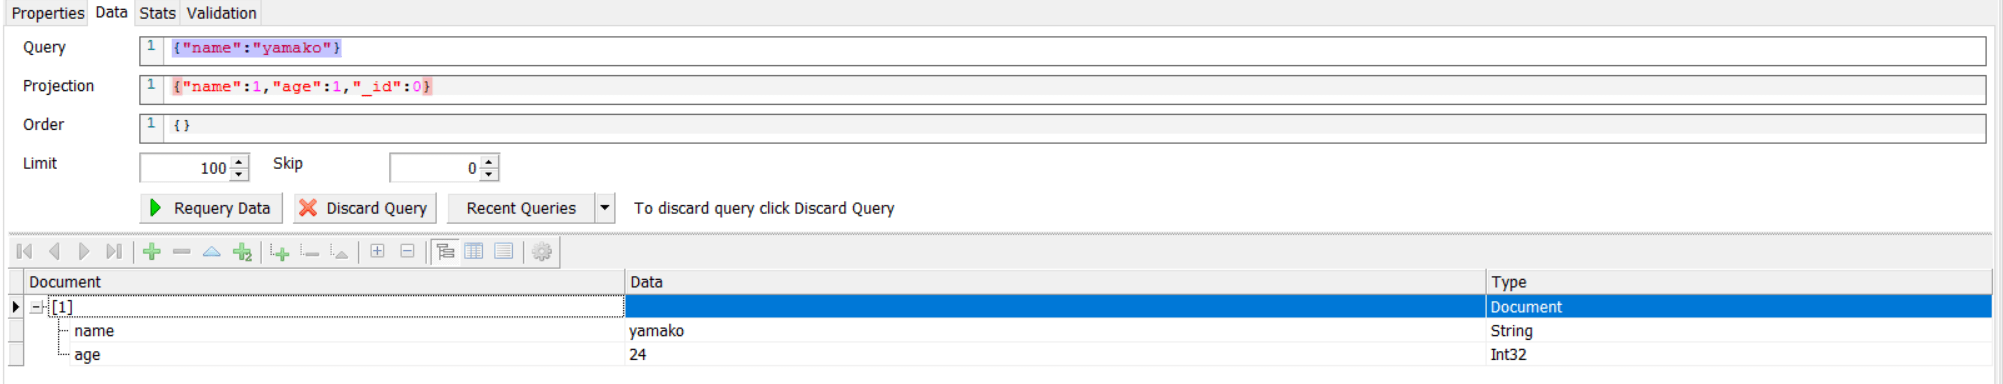 Properties Data Stats Validation
Query 1 {"name":"yamako"}
Projection 1 {"name":1,"age":1,"_id":0}
Order 1 {}
Limit 100 Skip 0
Requery Data Discard Query Recent Queries To discard query click Discard Query
2
Document Data Type
[1] Document
name yamako String
age 24 Int32